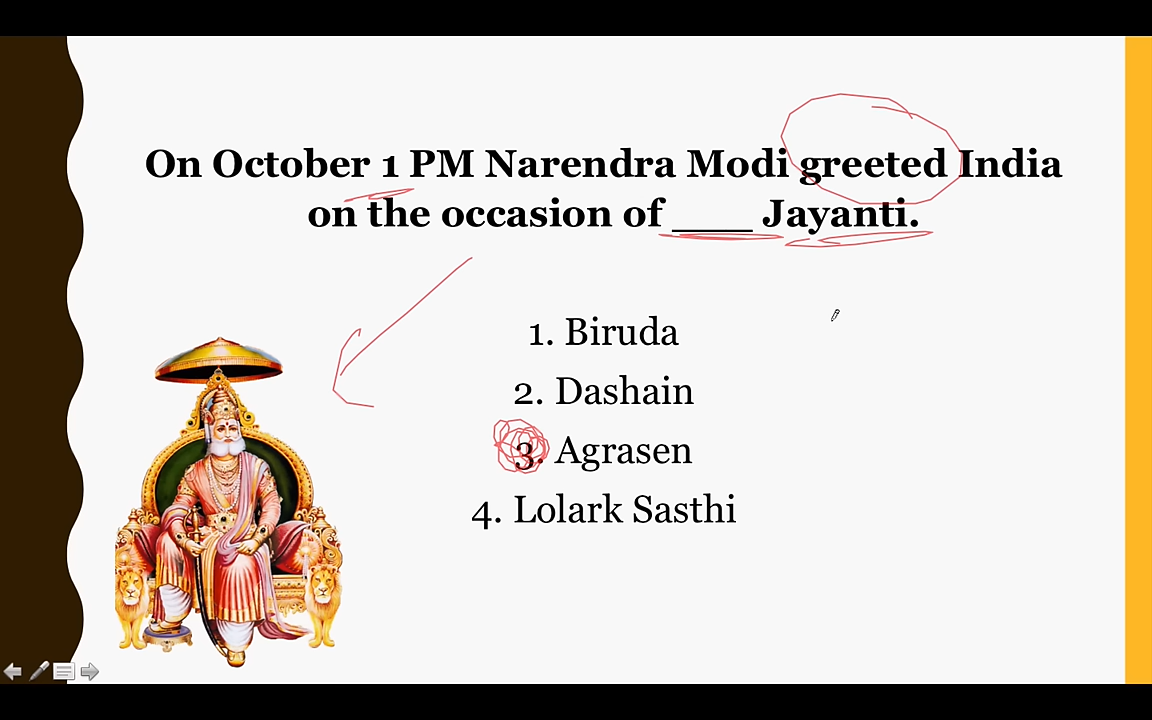 On October 1 PM Narendra Modi greeted India
on the occasion of ____ Jayanti.
1. Biruda
2. Dashain
3. Agrasen
4. Lolark Sasthi